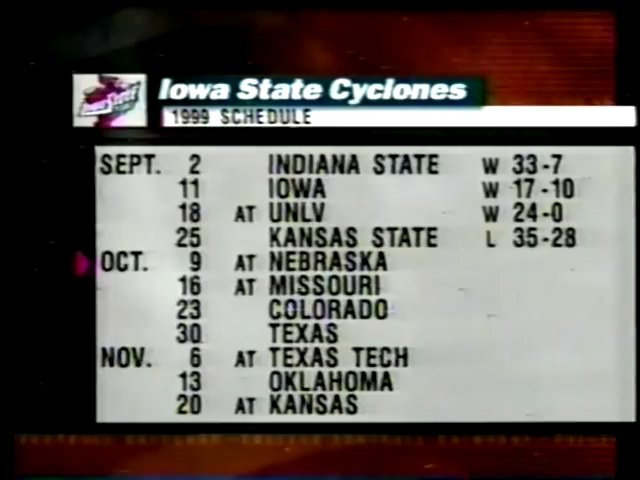 Iowa State Cyclones
1999 SCHEDULE
SEPT. 2 INDIANA STATE W 33-7
11 IOWA W 17-10
18 AT UNLV W 24-0
25 KANSAS STATE L 35-28
OCT. 9 AT NEBRASKA
16 AT MISSOURI
23 COLORADO
30 TEXAS
NOV. 6 AT TEXAS TECH
13 OKLAHOMA
20 AT KANSAS